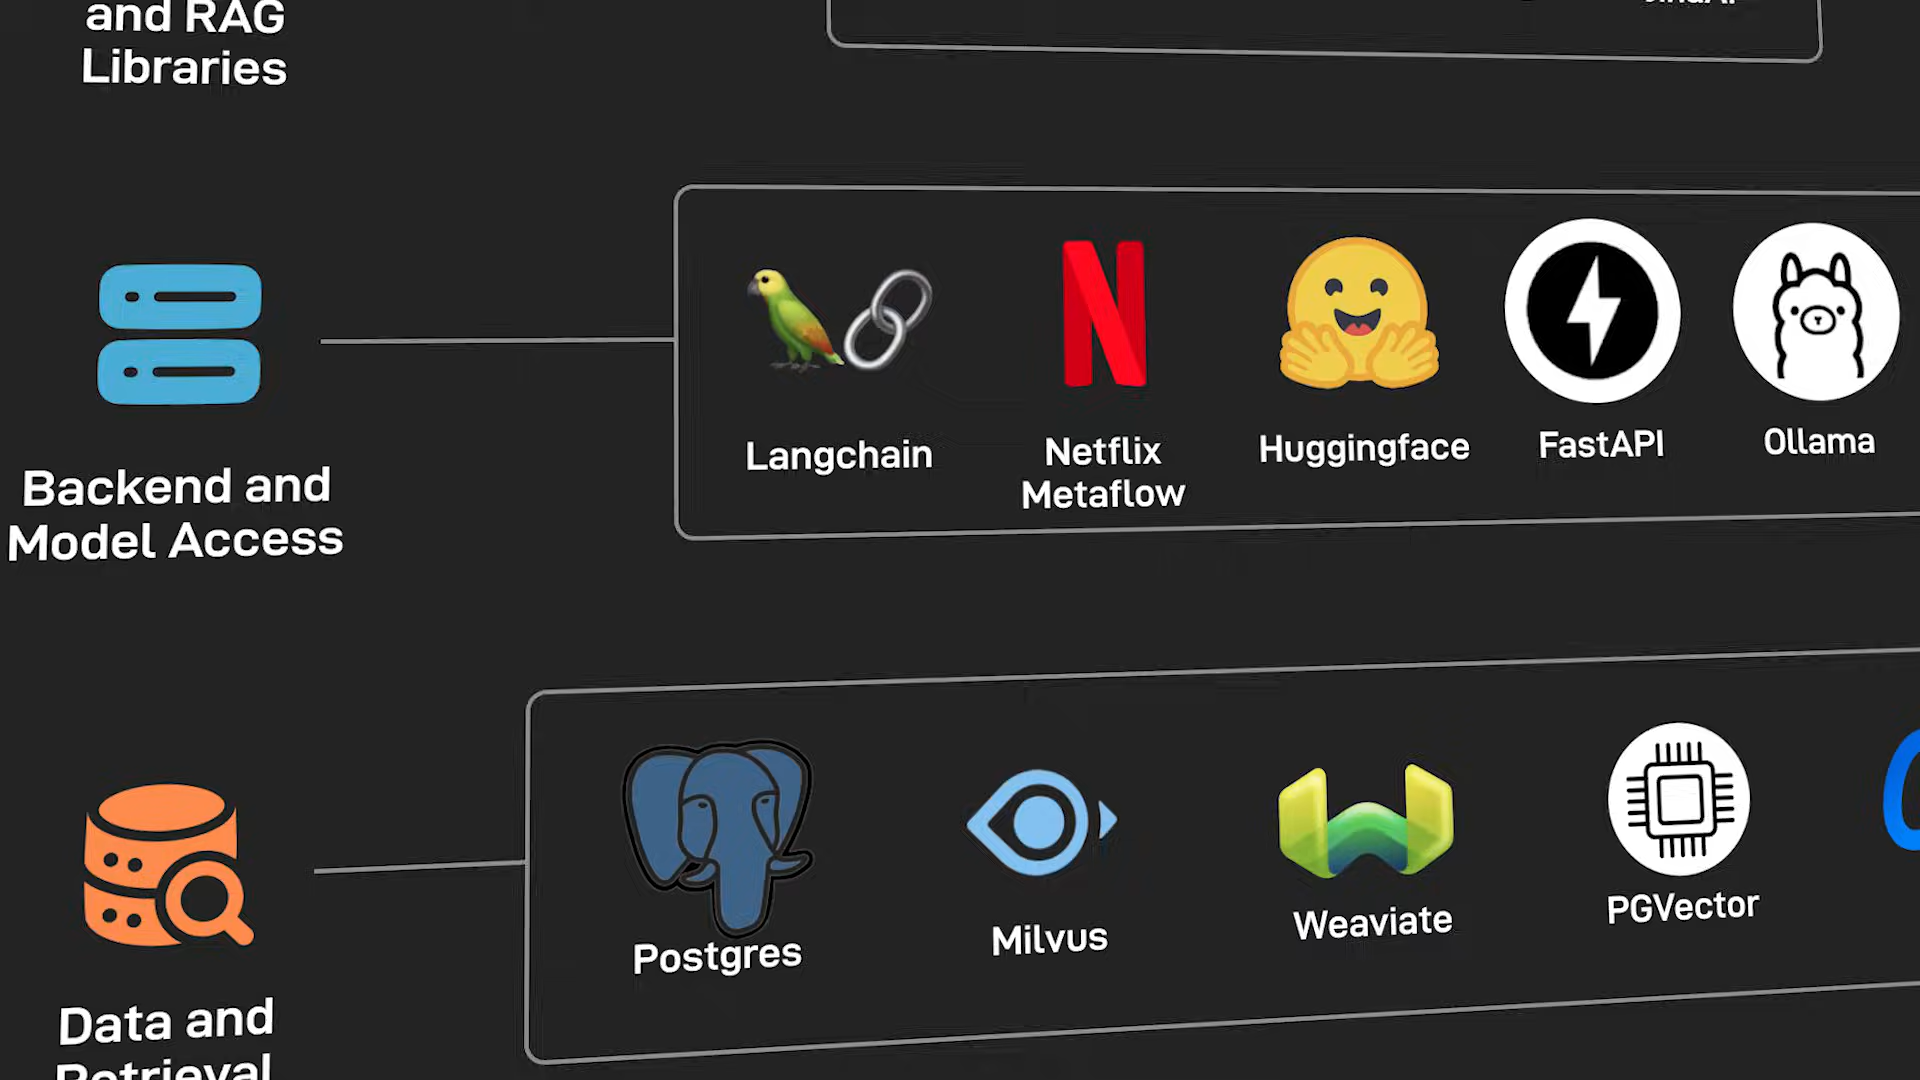 and RAG
Libraries
Langchain
Netflix
Metaflow
Huggingface
FastAPI
Ollama
Backend and
Model Access
Postgres
Milvus
Weaviate
PGVector
Data and
Retrieval